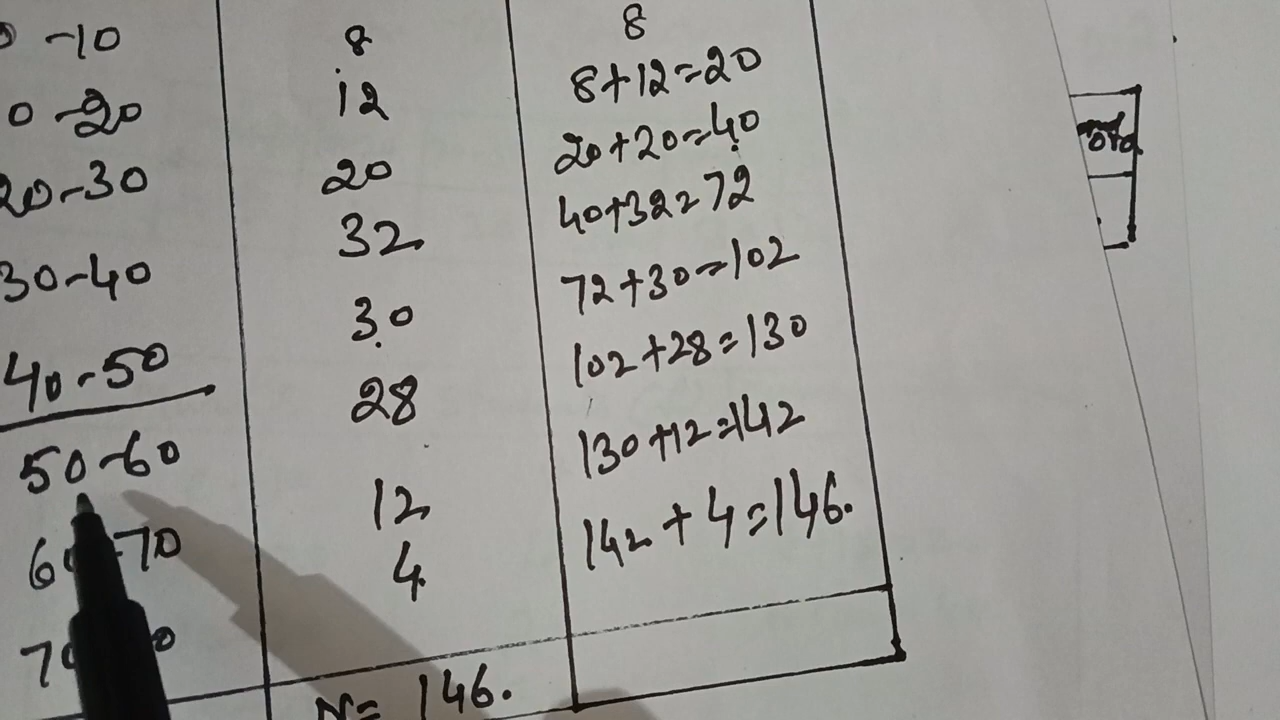 0 -10 8 8
0 -20 12 8+12=20
20-30 20 20+20=40
30-40 32 40+32=72
40-50 30 72+30=102
50-60 28 102+28=130
12 130+12=142
4 142+4=146.
N= 146.